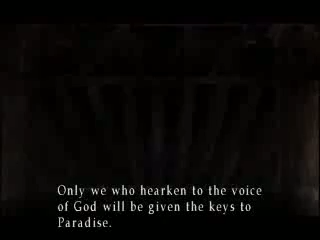 Only we who hearken to the voice
of God will be given the keys to
Paradise.